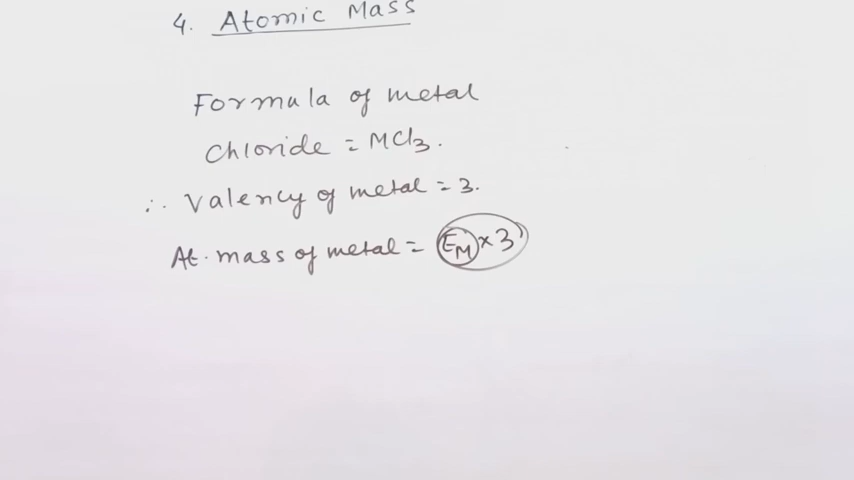 4. Atomic Mass
Formula of metal
Chloride = MCl3.
∴ Valency of metal = 3.
At. mass of metal = EM × 3